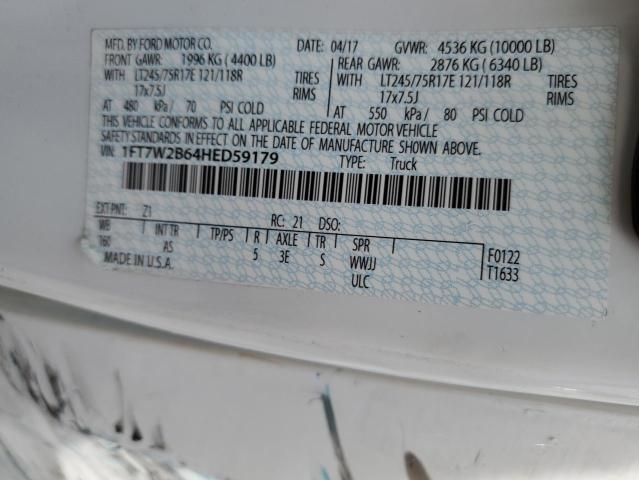 MFD. BY FORD MOTOR CO. 04/17 GVWR: 4536 KG (10000 LB)
FRONT GAWR: 1996 KG (4400 LB) REAR GAWR: 2876 KG (6340 LB)
WITH LT245/75R17E 121/118R TIRES WITH LT245/75R17E 121/118R TIRES
17x7.5J RIMS 17x7.5J RIMS
AT 480 kPa/ 70 PSI COLD AT 550 kPa/ 80 PSI COLD
THIS VEHICLE CONFORMS TO ALL APPLICABLE FEDERAL MOTOR VEHICLE
SAFETY STANDARDS IN EFFECT ON THE DATE OF MANUFACTURE SHOWN ABOVE.
VIN: 1FT7W2B64HED59179 TYPE: Truck
EXT PNT: Z1 RC: 21 DSO:
WB INT TR TP/PS R AXLE TR SPR F0122
160 AS 5 3E S WWJJ T1633
MADE IN U.S.A. ULC